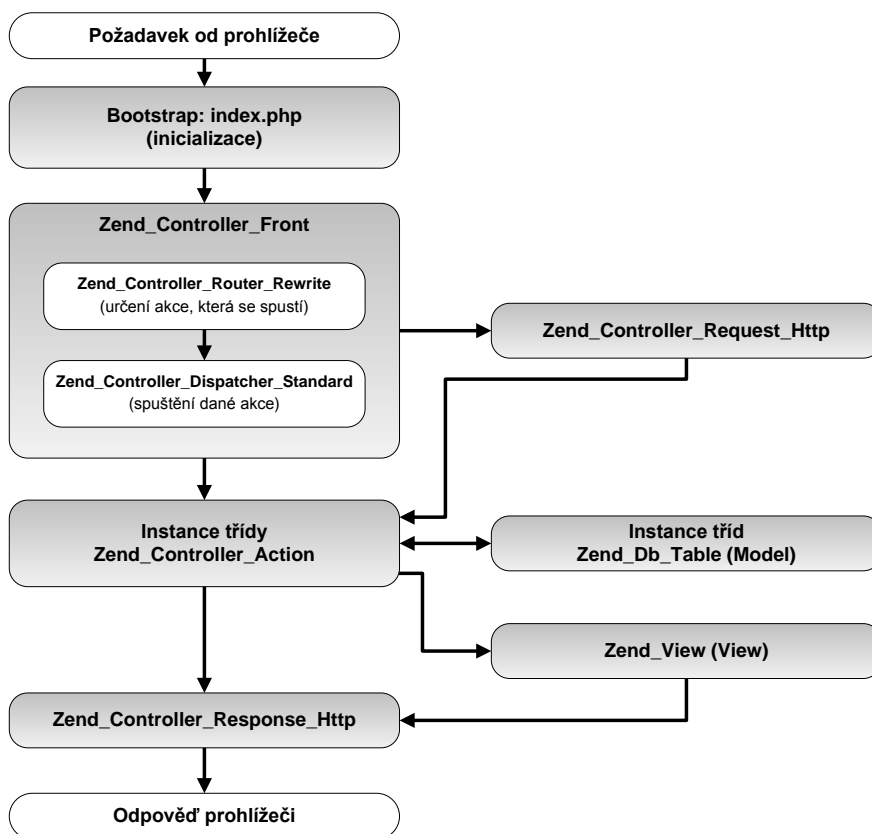 Požadavek od prohlížeče
Bootstrap: index.php
(inicializace)
Zend_Controller_Front
Zend_Controller_Router_Rewrite
(určení akce, která se spustí)
Zend_Controller_Request_Http
Zend_Controller_Dispatcher_Standard
(spuštění dané akce)
Instance třídy
Zend_Controller_Action
Instance tříd
Zend_Db_Table (Model)
Zend_View (View)
Zend_Controller_Response_Http
Odpověď prohlížeči